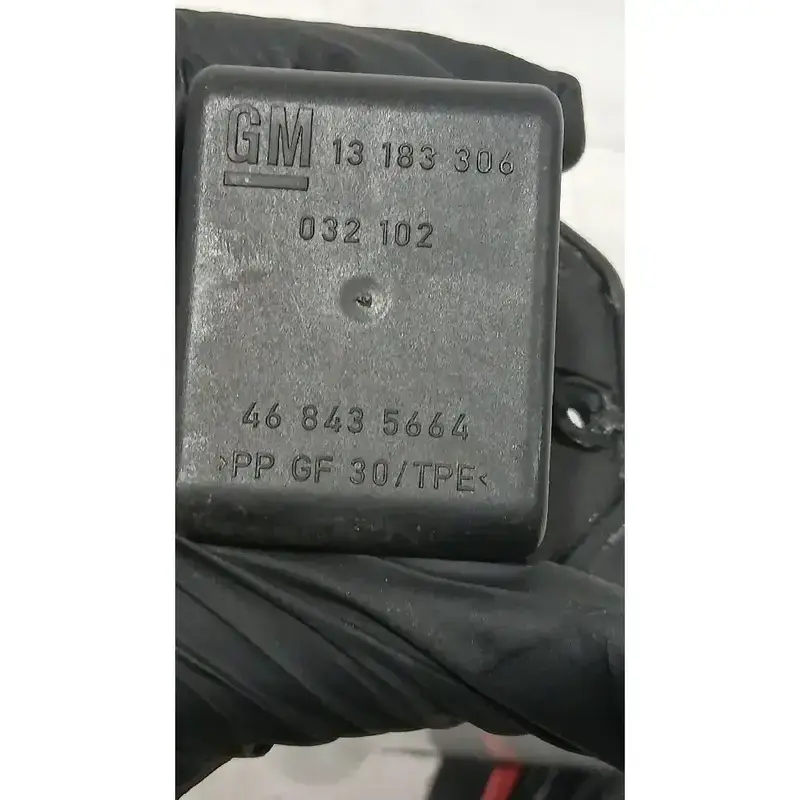 GM 13 183 306
032 102
46 843 5664
>PP GF 30/TPE<